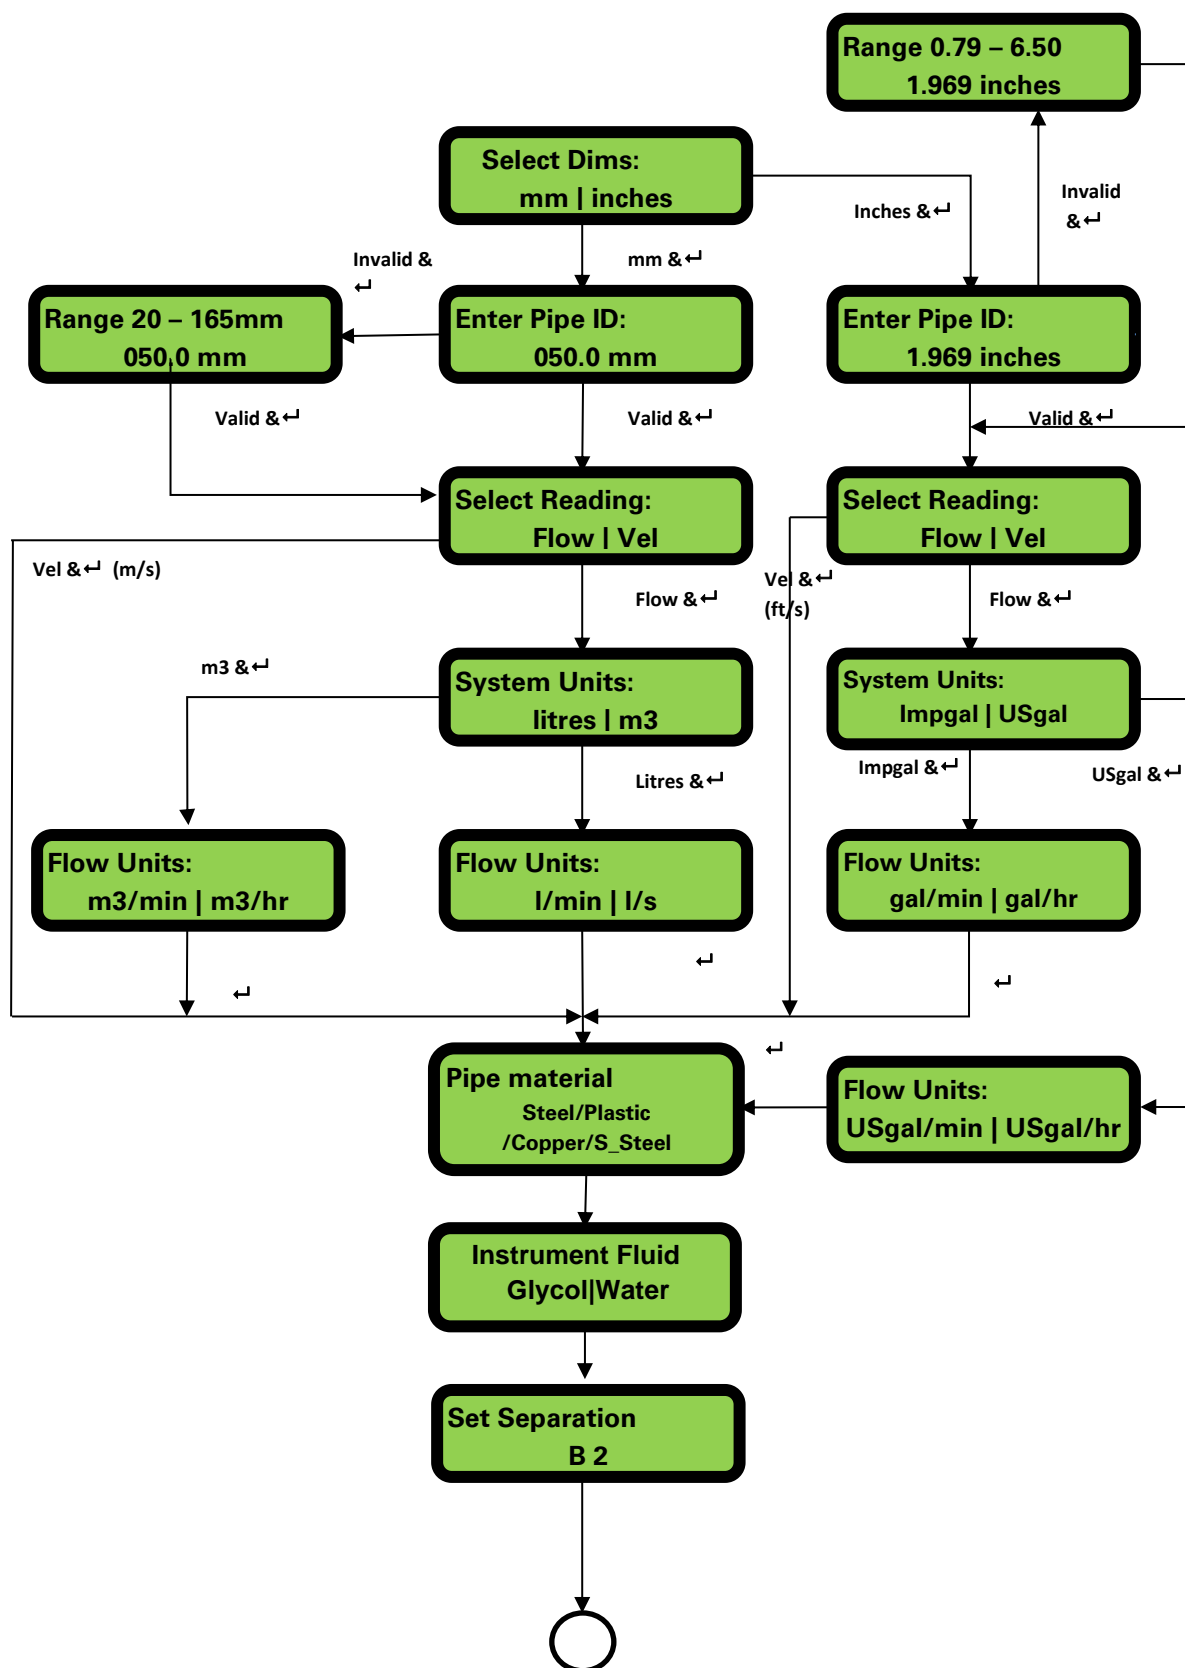 Range 0.79 – 6.50
1.969 inches
Select Dims:
mm | inches
Inches &↵
Invalid
&↵
Invalid &
↵
mm &↵
Range 20 – 165mm
050.0 mm
Enter Pipe ID:
050.0 mm
Enter Pipe ID:
1.969 inches
Valid &↵
Valid &↵
Valid &↵
Select Reading:
Flow | Vel
Select Reading:
Flow | Vel
Vel &↵ (m/s)
Flow &↵
Vel &↵
(ft/s)
Flow &↵
m3 &↵
System Units:
litres | m3
System Units:
Impgal | USgal
Litres &↵
Impgal &↵
USgal &↵
Flow Units:
m3/min | m3/hr
Flow Units:
l/min | l/s
Flow Units:
gal/min | gal/hr
↵
↵
↵
↵
Pipe material
Steel/Plastic
/Copper/S_Steel
Flow Units:
USgal/min | USgal/hr
Instrument Fluid
Glycol|Water
Set Separation
B 2